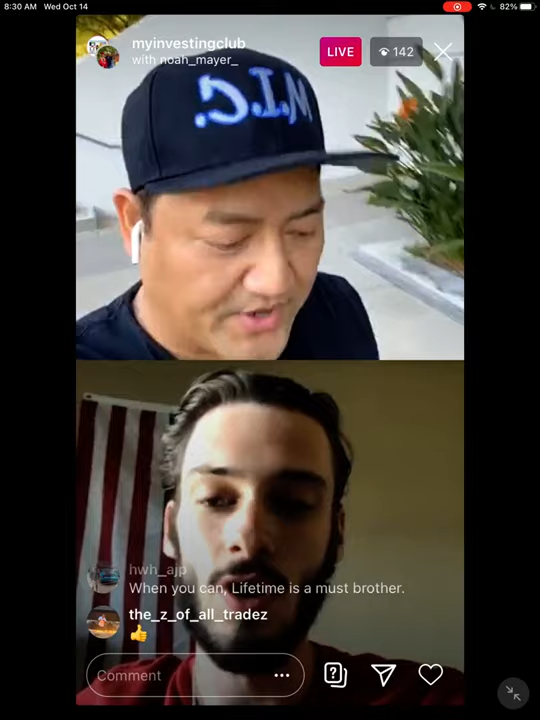 8:30 AM Wed Oct 14
82%
myinvestingclub
with noah_mayer_
LIVE
142
M.I.C.
hwh_ajp
When you can, Lifetime is a must brother.
the_z_of_all_tradez
👍
Comment